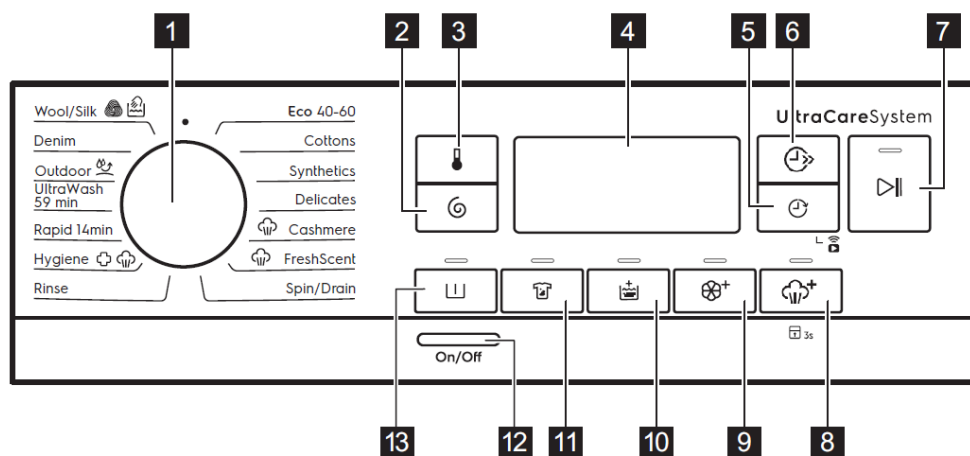 1
2
3
4
5
6
7
Wool/Silk
Denim
Outdoor
UltraWash
59 min
Rapid 14min
Hygiene
Rinse
Eco 40-60
Cottons
Synthetics
Delicates
Cashmere
FreshScent
Spin/Drain
UltraCareSystem
3s
On/Off
13
12
11
10
9
8